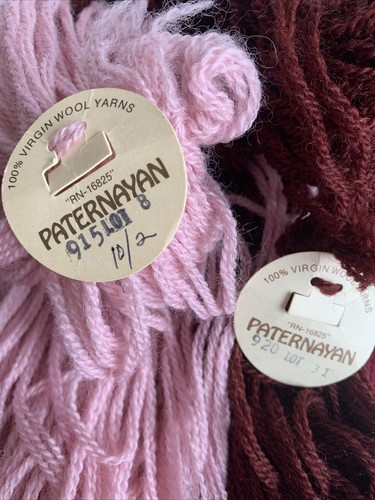 100% VIRGIN WOOL YARNS
"RN-16825"
PATERNAYAN
915 LOT 8
10/2
100% VIRGIN WOOL YARNS
"RN-16825"
PATERNAYAN
920 LOT 31